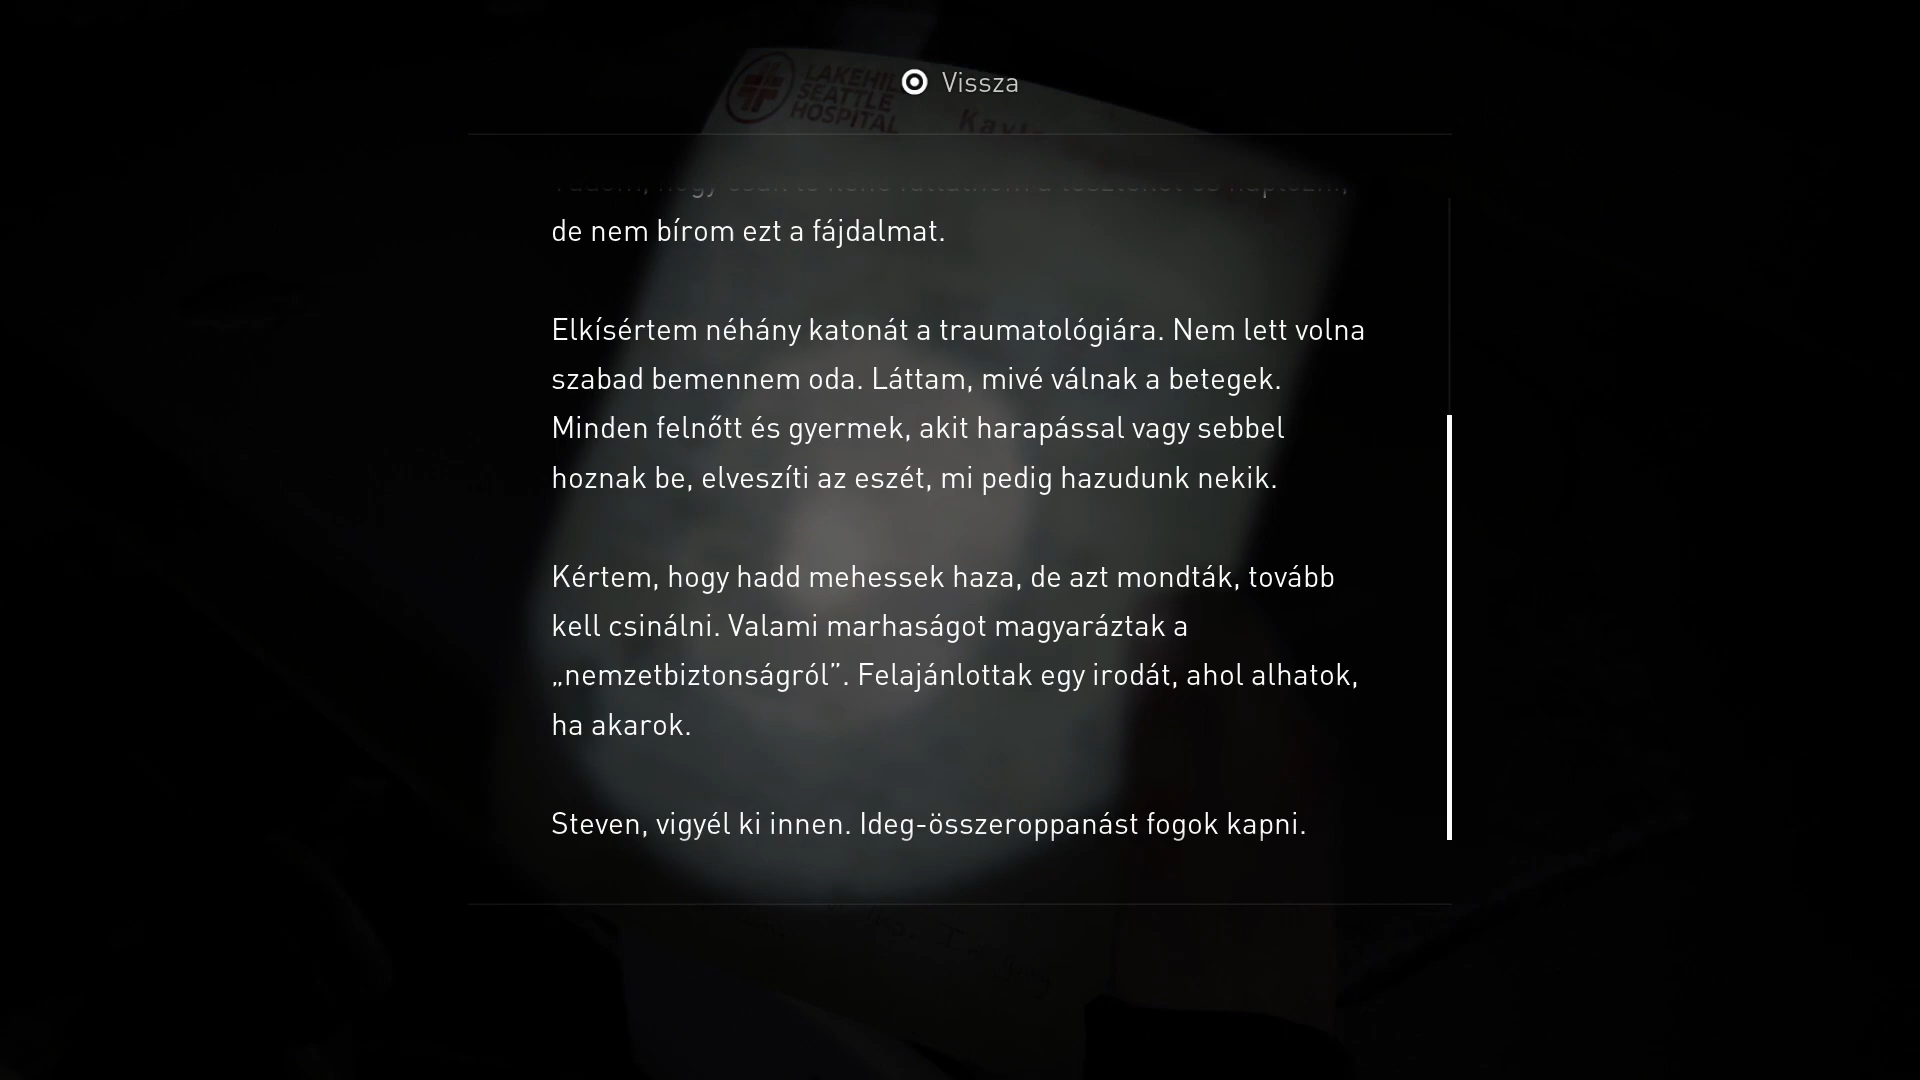 LAKEHILL
SEATTLE
HOSPITAL
Vissza
de nem bírom ezt a fájdalmat.
Elkísértem néhány katonát a traumatológiára. Nem lett volna
szabad bemennem oda. Láttam, mivé válnak a betegek.
Minden felnőtt és gyermek, akit harapással vagy sebbel
hoznak be, elveszíti az eszét, mi pedig hazudunk nekik.
Kértem, hogy hadd mehessek haza, de azt mondták, tovább
kell csinálni. Valami marhaságot magyaráztak a
„nemzetbiztonságról”. Felajánlottak egy irodát, ahol alhatok,
ha akarok.
Steven, vigyél ki innen. Ideg-összeroppanást fogok kapni.